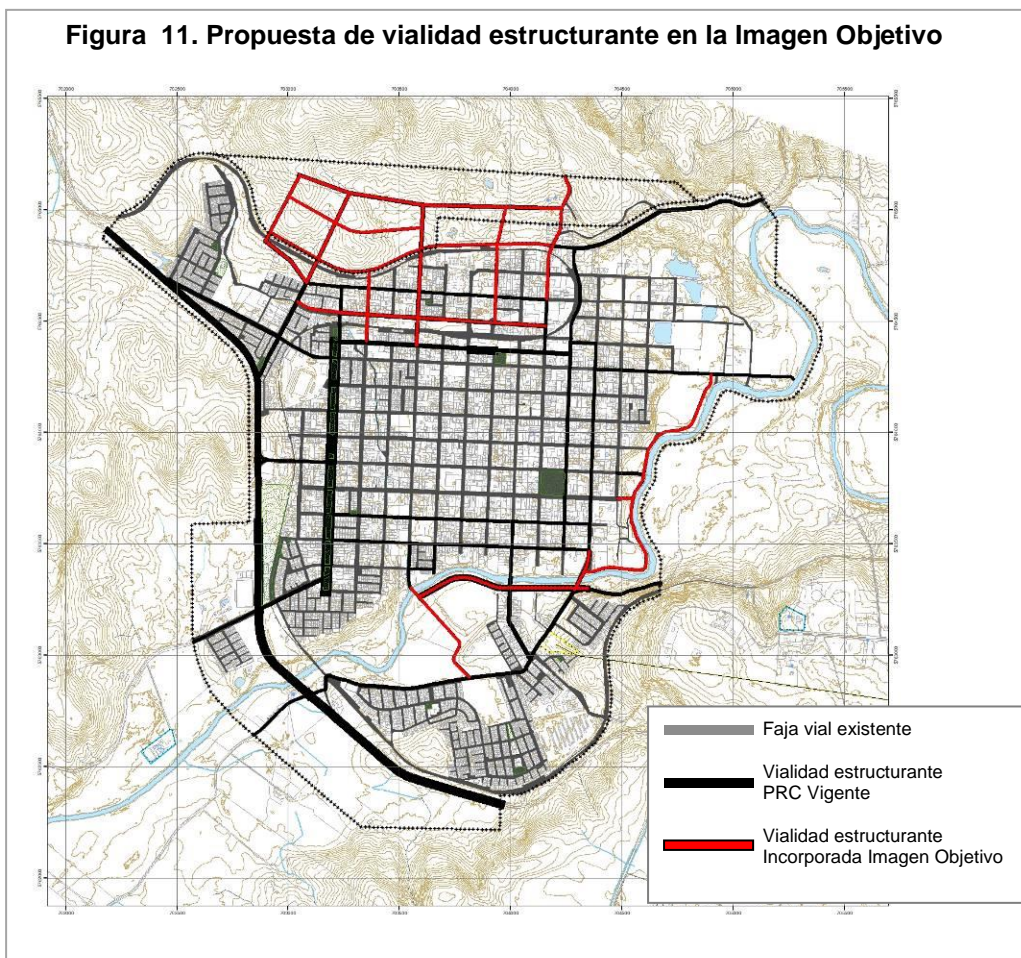 Figura 11. Propuesta de vialidad estructurante en la Imagen Objetivo
Faja vial existente
Vialidad estructurante
PRC Vigente
Vialidad estructurante
Incorporada Imagen Objetivo